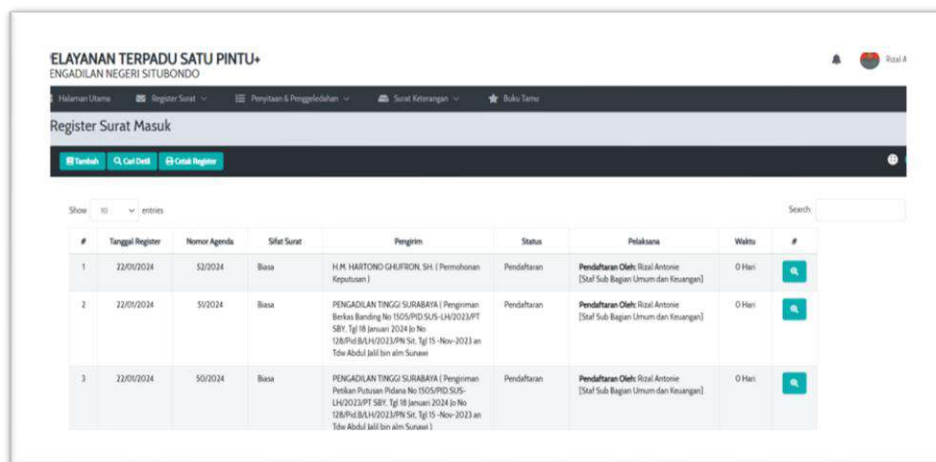 ELAYANAN TERPADU SATU PINTU+
ENGADILAN NEGERI SITUBONDO
Rizal A
Halaman Utama Register Surat Penyitaan & Penggeledahan Surat Keterangan Buku Tamu
Register Surat Masuk
Tambah Cari Detil Cetak Register
Show 10 entries Search:
# Tanggal Register Nomor Agenda Sifat Surat Pengirim Status Pelaksana Waktu #
1 22/01/2024 52/2024 Biasa H.M. HARTONO GHUFRON, SH. ( Permohonan Pendaftaran Pendaftaran Oleh: Rizal Antonie 0 Hari
Keputusan ) [Staf Sub Bagian Umum dan Keuangan]
2 22/01/2024 51/2024 Biasa PENGADILAN TINGGI SURABAYA ( Pengiriman Pendaftaran Pendaftaran Oleh: Rizal Antonie 0 Hari
Berkas Banding No 1505/PID.SUS-LH/2023/PT [Staf Sub Bagian Umum dan Keuangan]
SBY, Tgl 18 Januari 2024 Jo No
128/Pid.B/LH/2023/PN Sit, Tgl 15 -Nov-2023 an
Tdw Abdul Jalil bin alm Sunawi
3 22/01/2024 50/2024 Biasa PENGADILAN TINGGI SURABAYA ( Pengiriman Pendaftaran Pendaftaran Oleh: Rizal Antonie 0 Hari
Petikan Putusan Pidana No 1505/PID.SUS- [Staf Sub Bagian Umum dan Keuangan]
LH/2023/PT SBY, Tgl 18 Januari 2024 Jo No
128/Pid.B/LH/2023/PN Sit, Tgl 15 -Nov-2023 an
Tdw Abdul Jalil bin alm Sunawi )